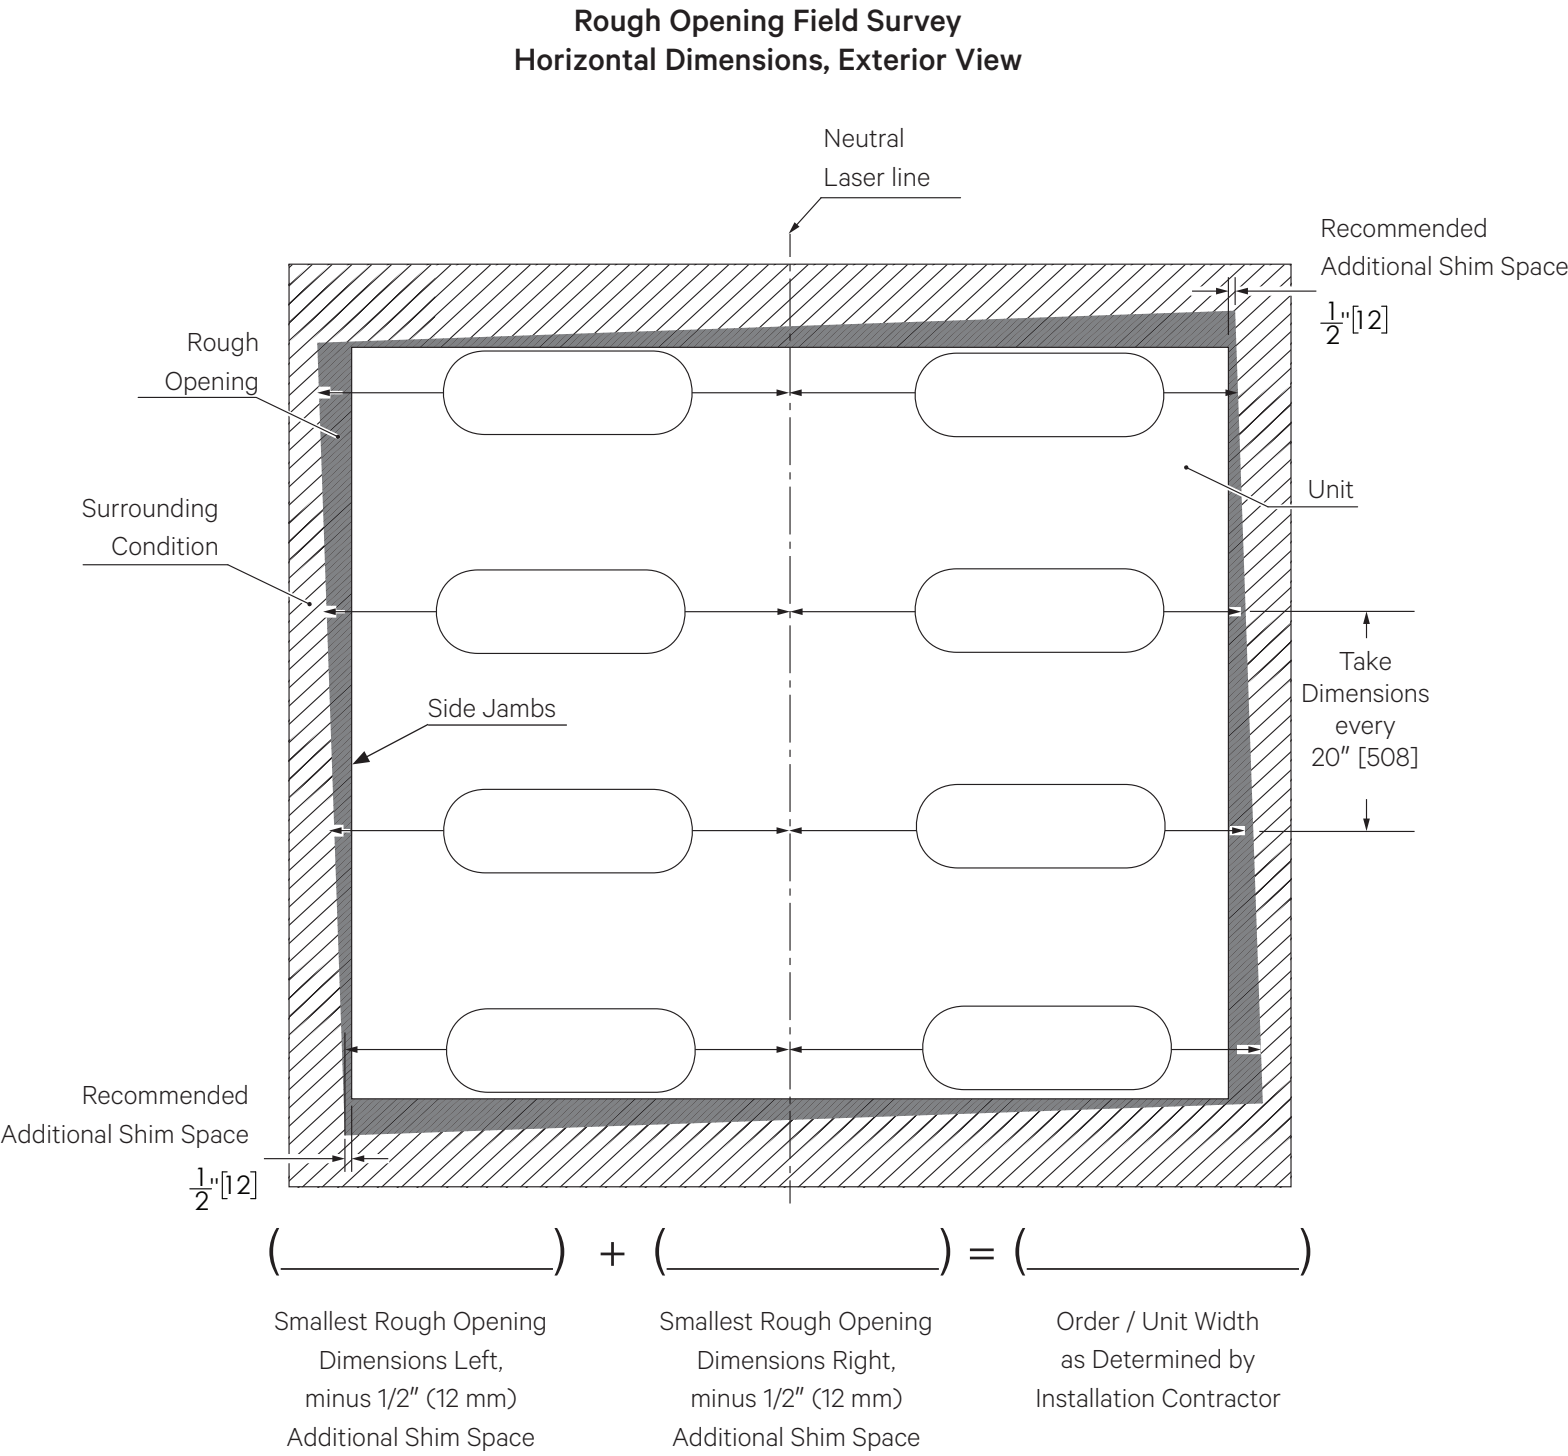 Rough Opening Field Survey
Horizontal Dimensions, Exterior View
Neutral
Laser line
Recommended
Additional Shim Space
1/2"[12]
Rough
Opening
Surrounding
Condition
Unit
Take
Dimensions
every
20″ [508]
Side Jambs
Recommended
Additional Shim Space
1/2"[12]
(____________) + (____________) = (____________)
Smallest Rough Opening
Dimensions Left,
minus 1/2″ (12 mm)
Additional Shim Space
Smallest Rough Opening
Dimensions Right,
minus 1/2″ (12 mm)
Additional Shim Space
Order / Unit Width
as Determined by
Installation Contractor